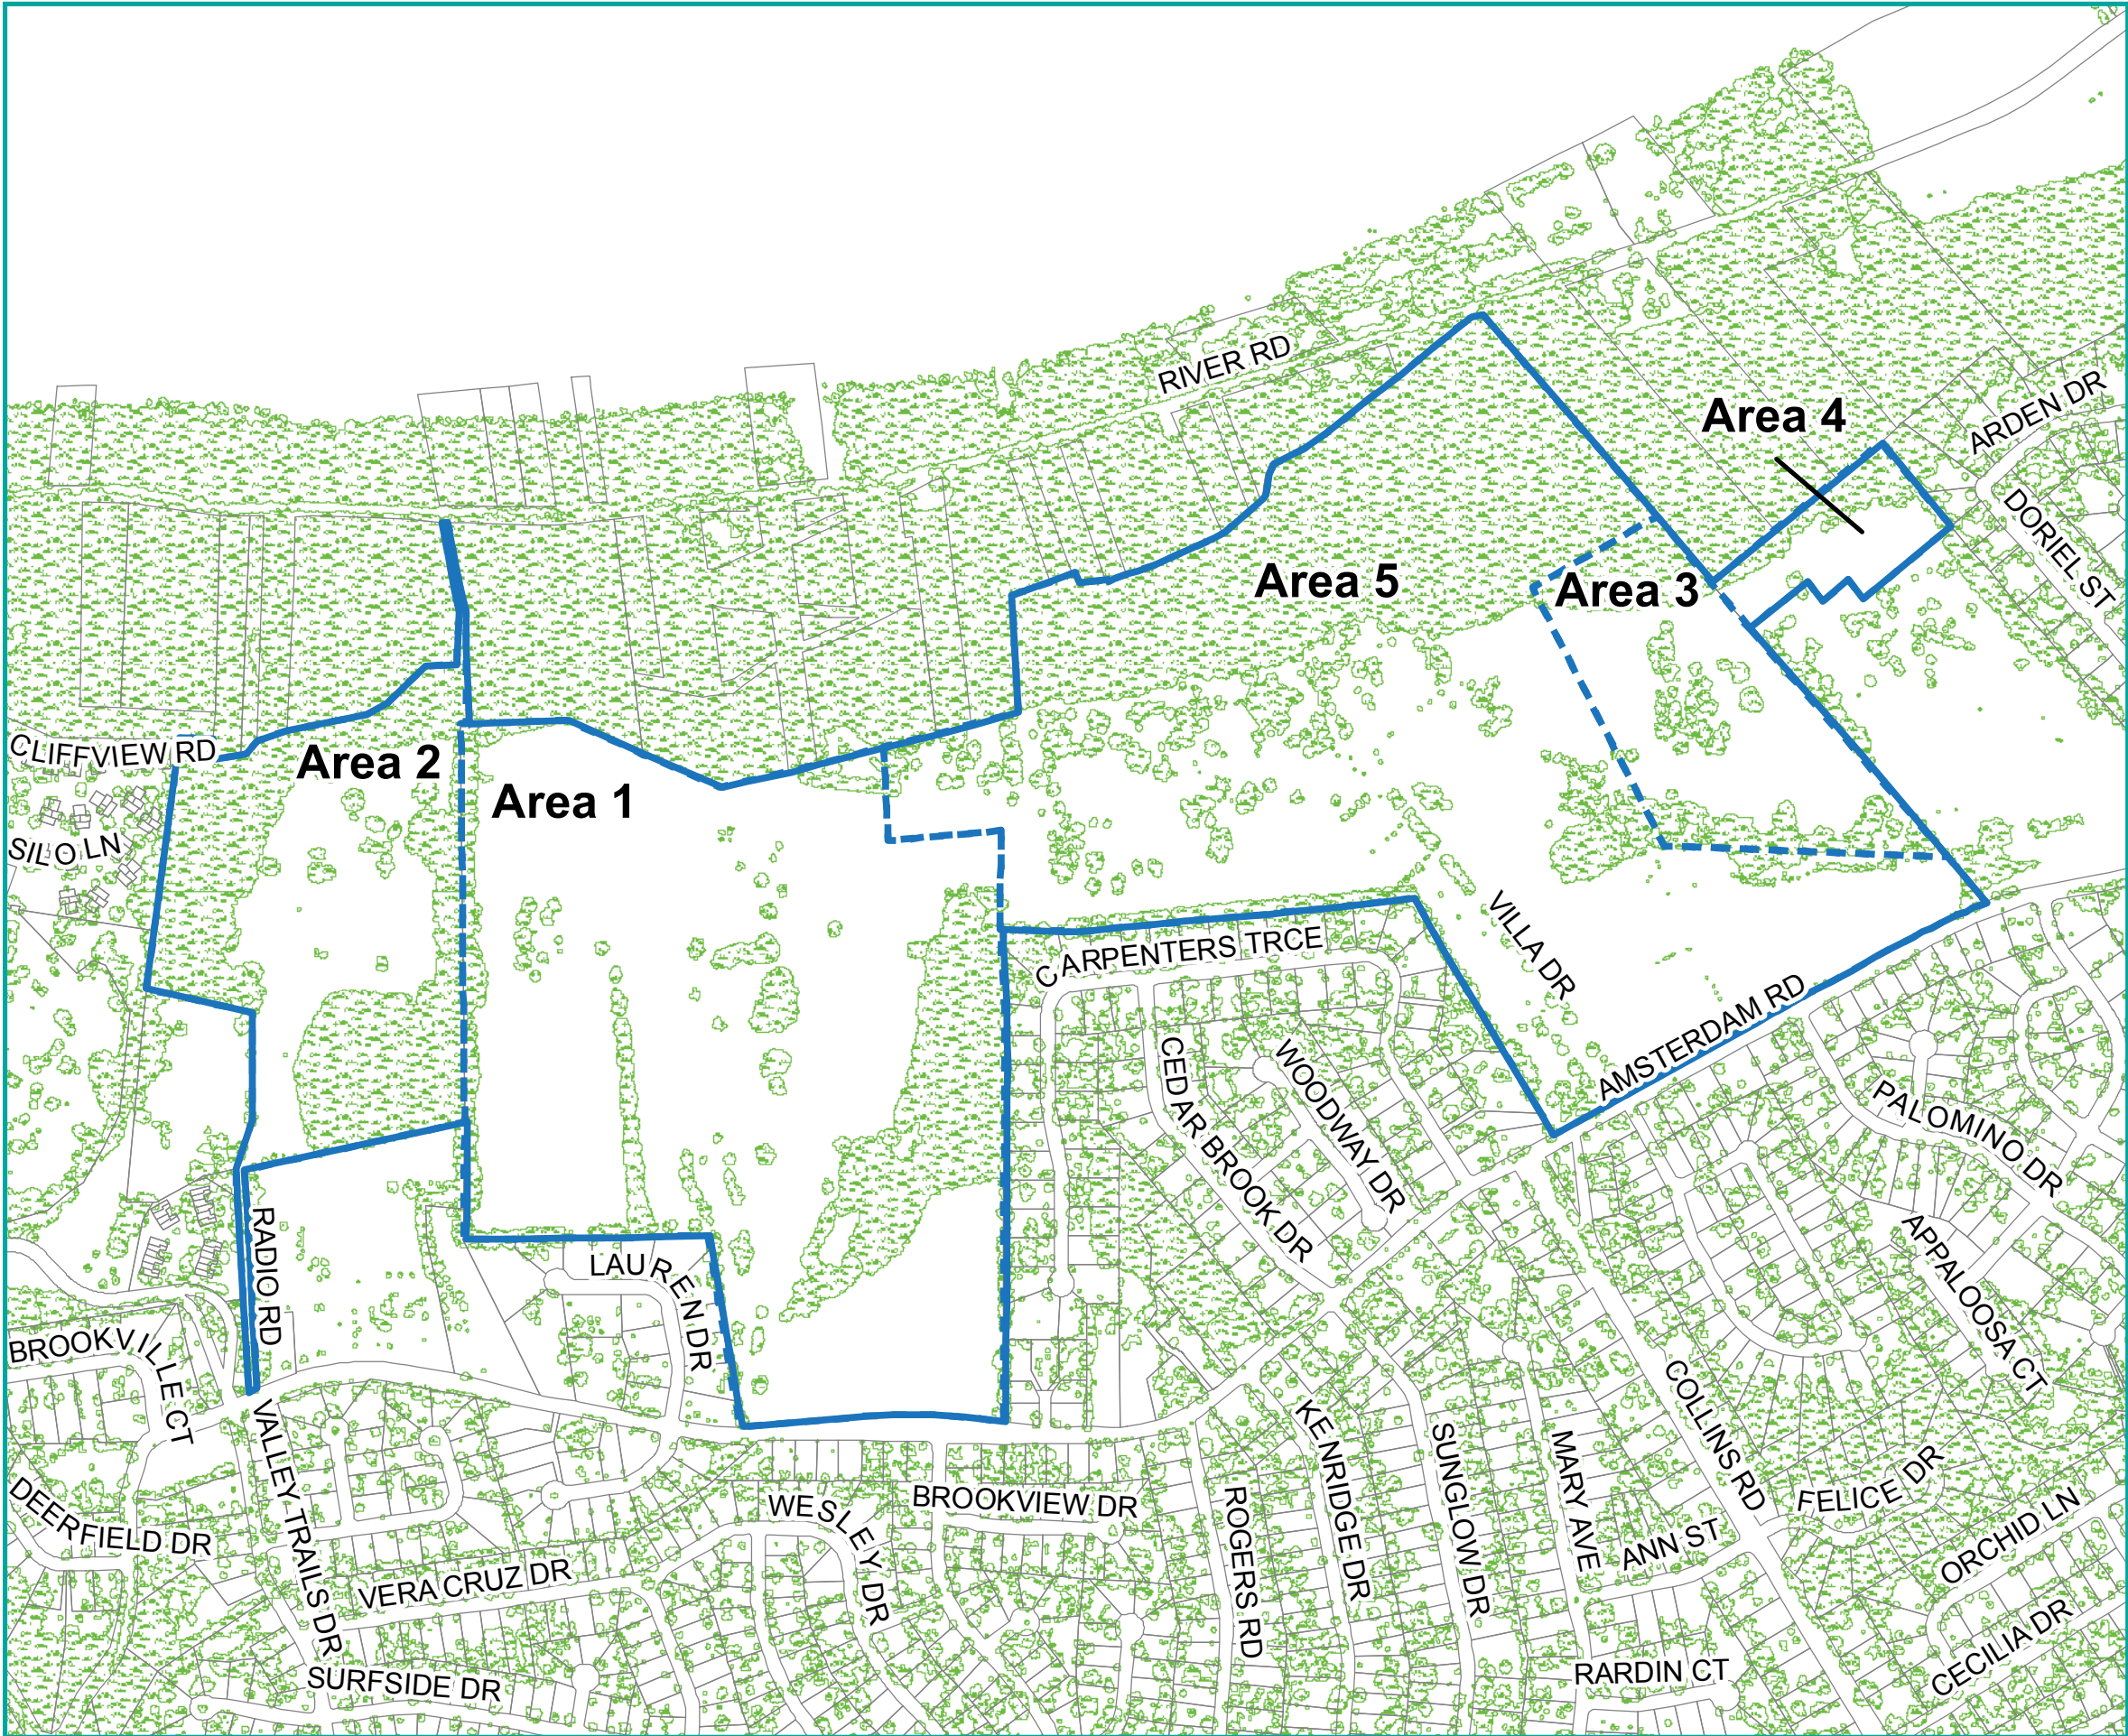 RIVER RD
Area 4
ARDEN DR
DORIEL ST
Area 5
Area 3
CLIFFVIEW RD
Area 2
Area 1
SILO LN
VILLA DR
CARPENTERS TRCE
AMSTERDAM RD
CEDARBROOK DR
WOODWAY DR
PALOMINO DR
RADIO RD
LAUREN DR
APPALOOSA CT
BROOKVILLE CT
COLLINS RD
VALLEY TRAILS DR
DEERFIELD DR
VERA CRUZ DR
WESLEY DR
BROOKVIEW DR
ROGERS RD
KENRIDGE DR
SUNGLOW DR
MARY AVE
ANN ST
FELICE DR
ORCHID LN
CECILIA DR
SURFSIDE DR
RARDIN CT